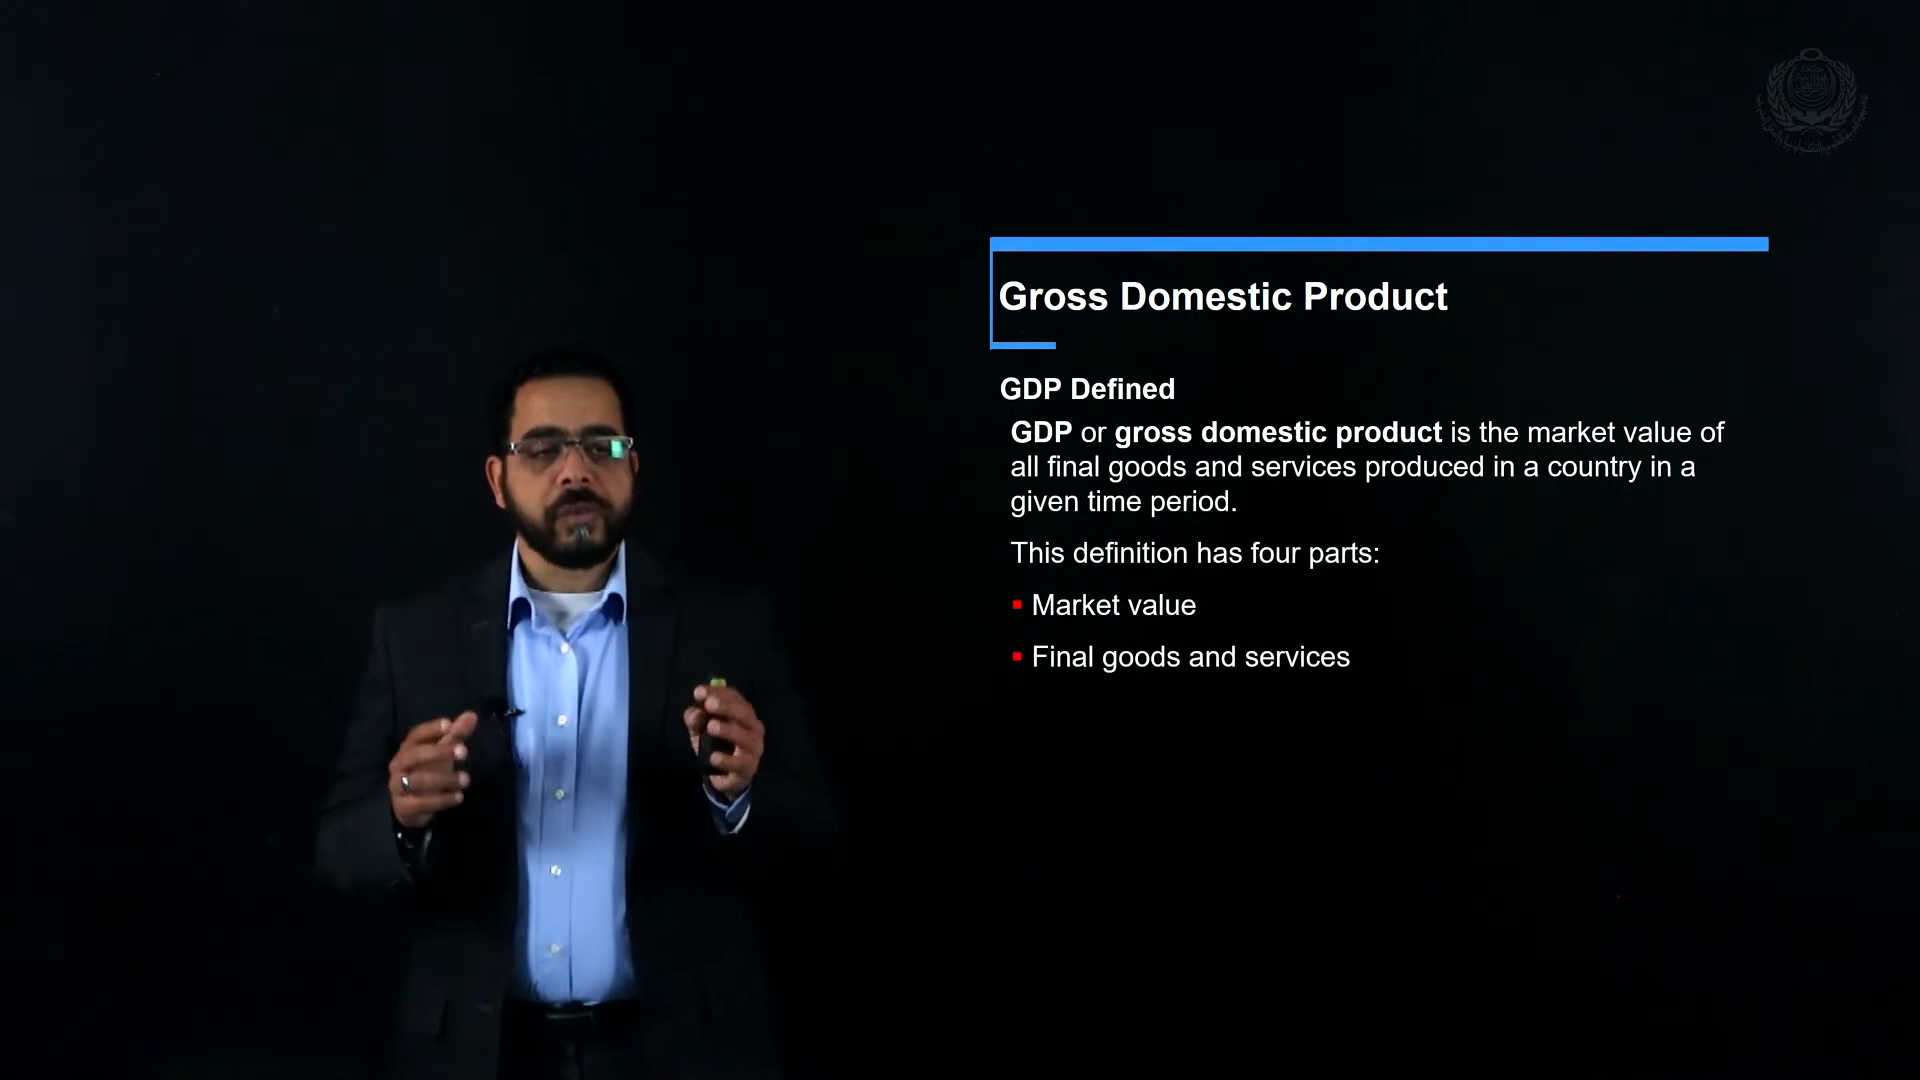 Gross Domestic Product
GDP Defined
GDP or gross domestic product is the market value of
all final goods and services produced in a country in a
given time period.
This definition has four parts:
▪ Market value
▪ Final goods and services